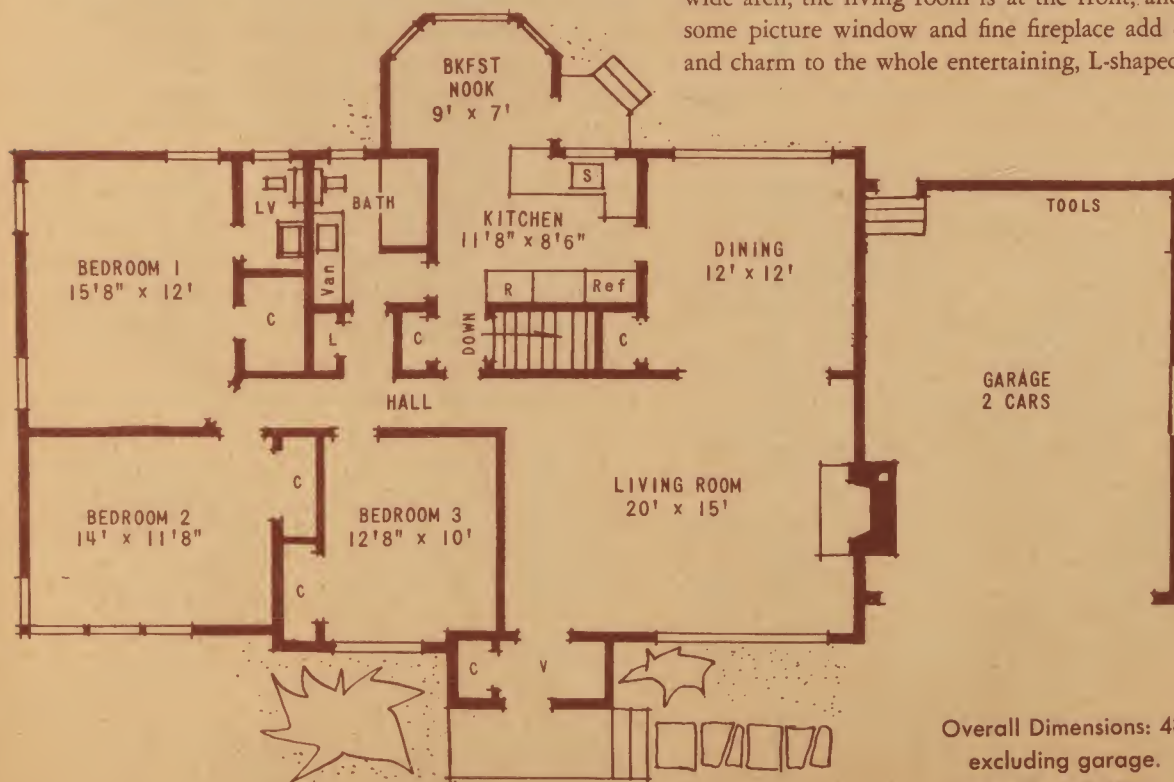 wide arch, the living room is at the front, and
some picture window and fine fireplace add
and charm to the whole entertaining, L-shaped
BKFST
NOOK
9' x 7'
S
LV
BATH
KITCHEN
11'8" x 8'6"
TOOLS
BEDROOM 1
15'8" x 12'
DINING
12' x 12'
Van
R
Ref
C
L
C
DOWN
C
GARAGE
2 CARS
HALL
LIVING ROOM
20' x 15'
C
BEDROOM 2
14' x 11'8"
BEDROOM 3
12'8" x 10'
C
C
V
Overall Dimensions:
excluding garage.